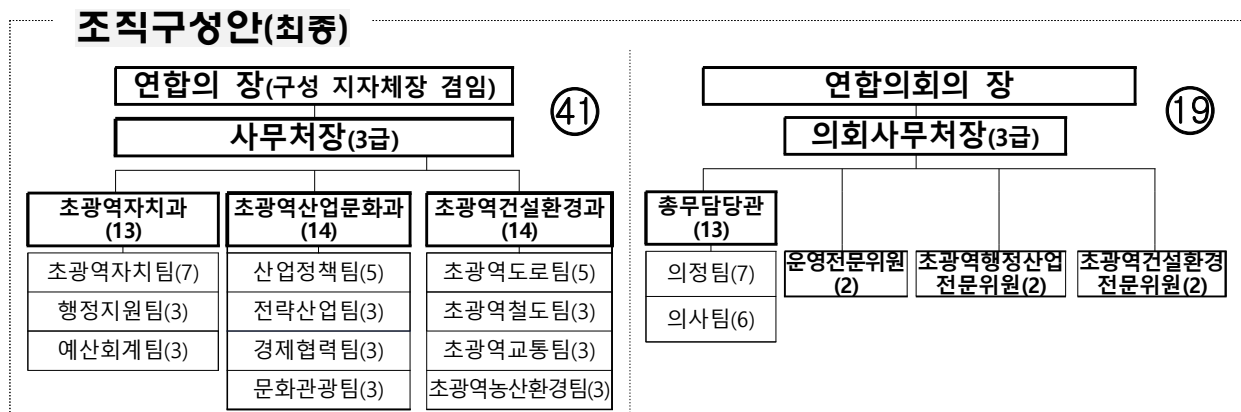 조직구성안(최종)
연합의 장(구성 지자체장 겸임)
41
사무처장(3급)
초광역자치과
(13)
초광역자치팀(7)
행정지원팀(3)
예산회계팀(3)
초광역산업문화과
(14)
산업정책팀(5)
전략산업팀(3)
경제협력팀(3)
문화관광팀(3)
초광역건설환경과
(14)
초광역도로팀(5)
초광역철도팀(3)
초광역교통팀(3)
초광역농산환경팀(3)
연합의회의 장
19
의회사무처장(3급)
총무담당관
(13)
의정팀(7)
의사팀(6)
운영전문위원
(2)
초광역행정산업
전문위원(2)
초광역건설환경
전문위원(2)